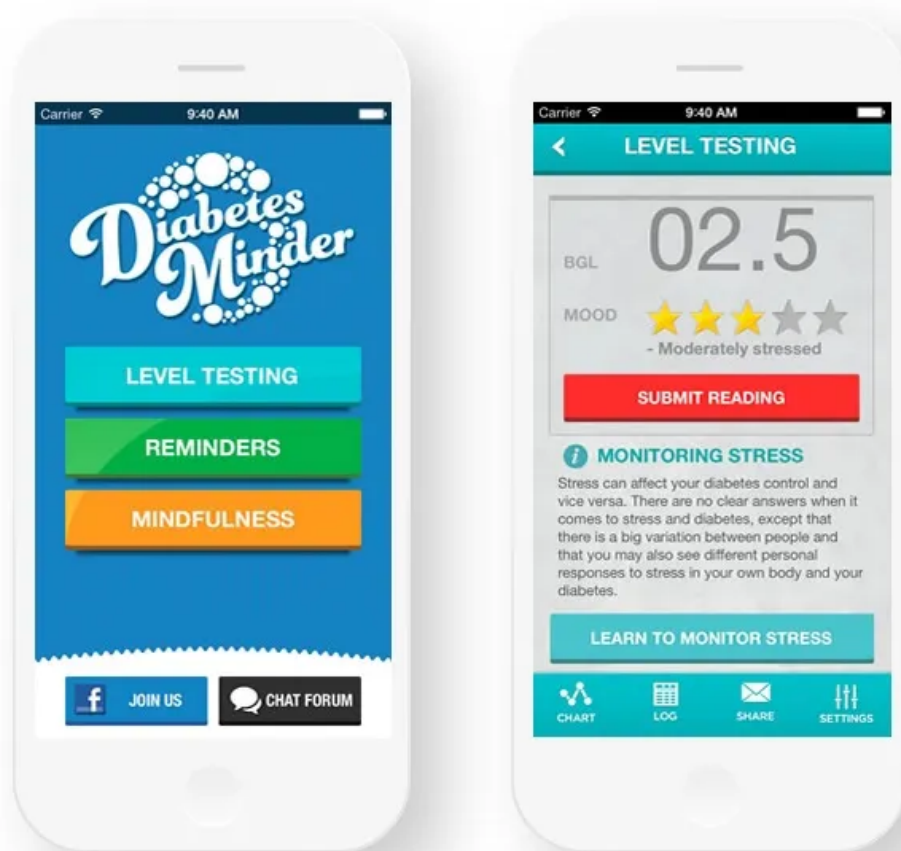 Carrier 9:40 AM
Diabetes
Minder
LEVEL TESTING
REMINDERS
MINDFULNESS
f JOIN US
CHAT FORUM
Carrier 9:40 AM
LEVEL TESTING
BGL 02.5
MOOD
- Moderately stressed
SUBMIT READING
i MONITORING STRESS
Stress can affect your diabetes control and
vice versa. There are no clear answers when it
comes to stress and diabetes, except that
there is a big variation between people and
that you may also see different personal
responses to stress in your own body and your
diabetes.
LEARN TO MONITOR STRESS
CHART LOG SHARE SETTINGS